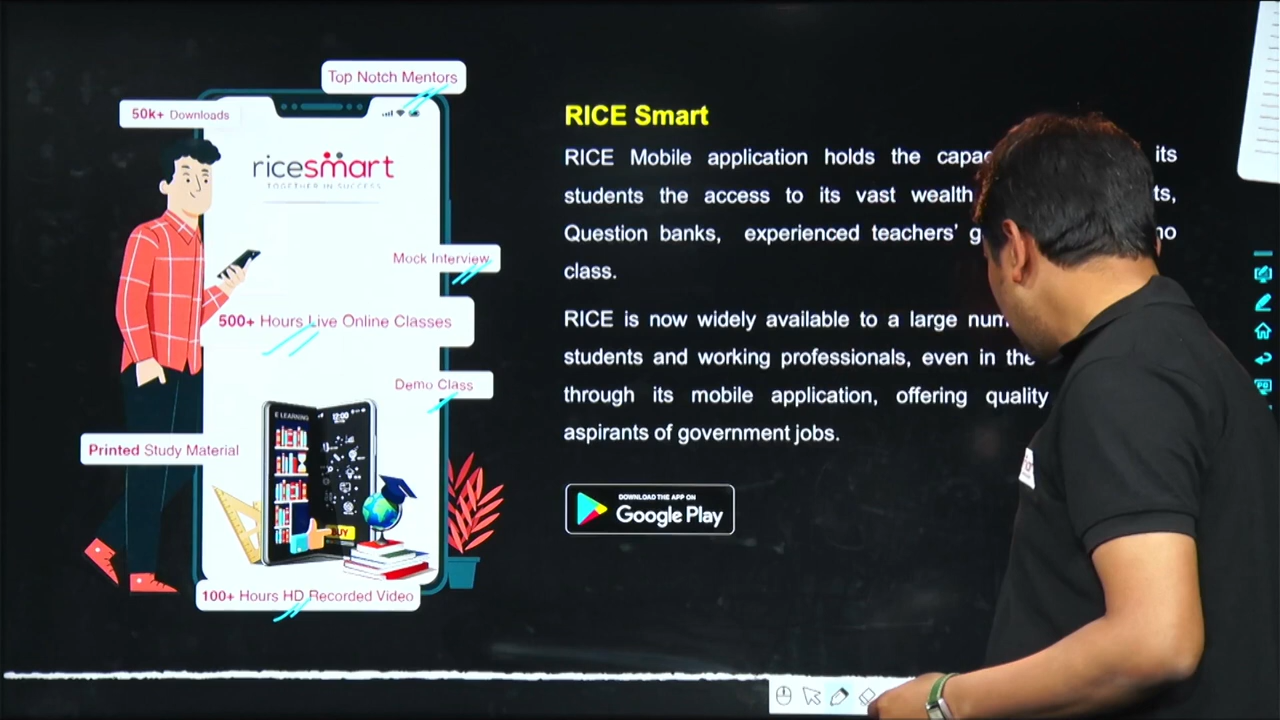 Top Notch Mentors
50k+ Downloads
ricesmart
TOGETHER IN SUCCESS
Mock Interview
500+ Hours Live Online Classes
Demo Class
E LEARNING
12:00
Printed Study Material
BUY
100+ Hours HD Recorded Video
RICE Smart
RICE Mobile application holds the its
students the access to its vast wealth
Question banks, experienced teachers’
class.
RICE is now widely available to a large
students and working professionals, even in
through its mobile application, offering quality
aspirants of government jobs.
DOWNLOAD THE APP ON
Google Play